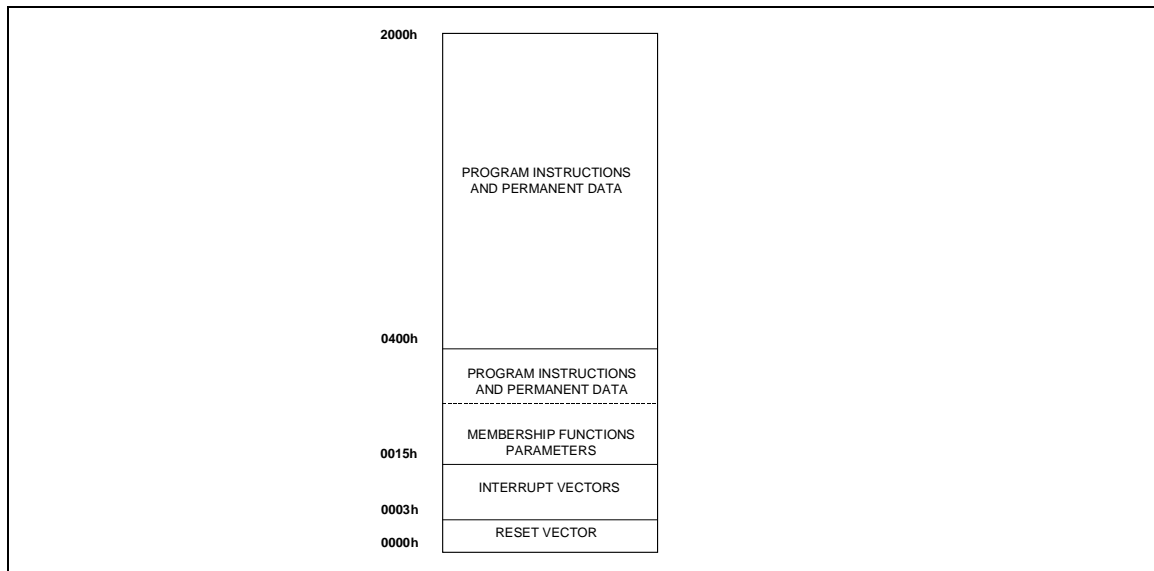 2000h
PROGRAM INSTRUCTIONS
AND PERMANENT DATA
0400h
PROGRAM INSTRUCTIONS
AND PERMANENT DATA
MEMBERSHIP FUNCTIONS
PARAMETERS
0015h
INTERRUPT VECTORS
0003h
RESET VECTOR
0000h